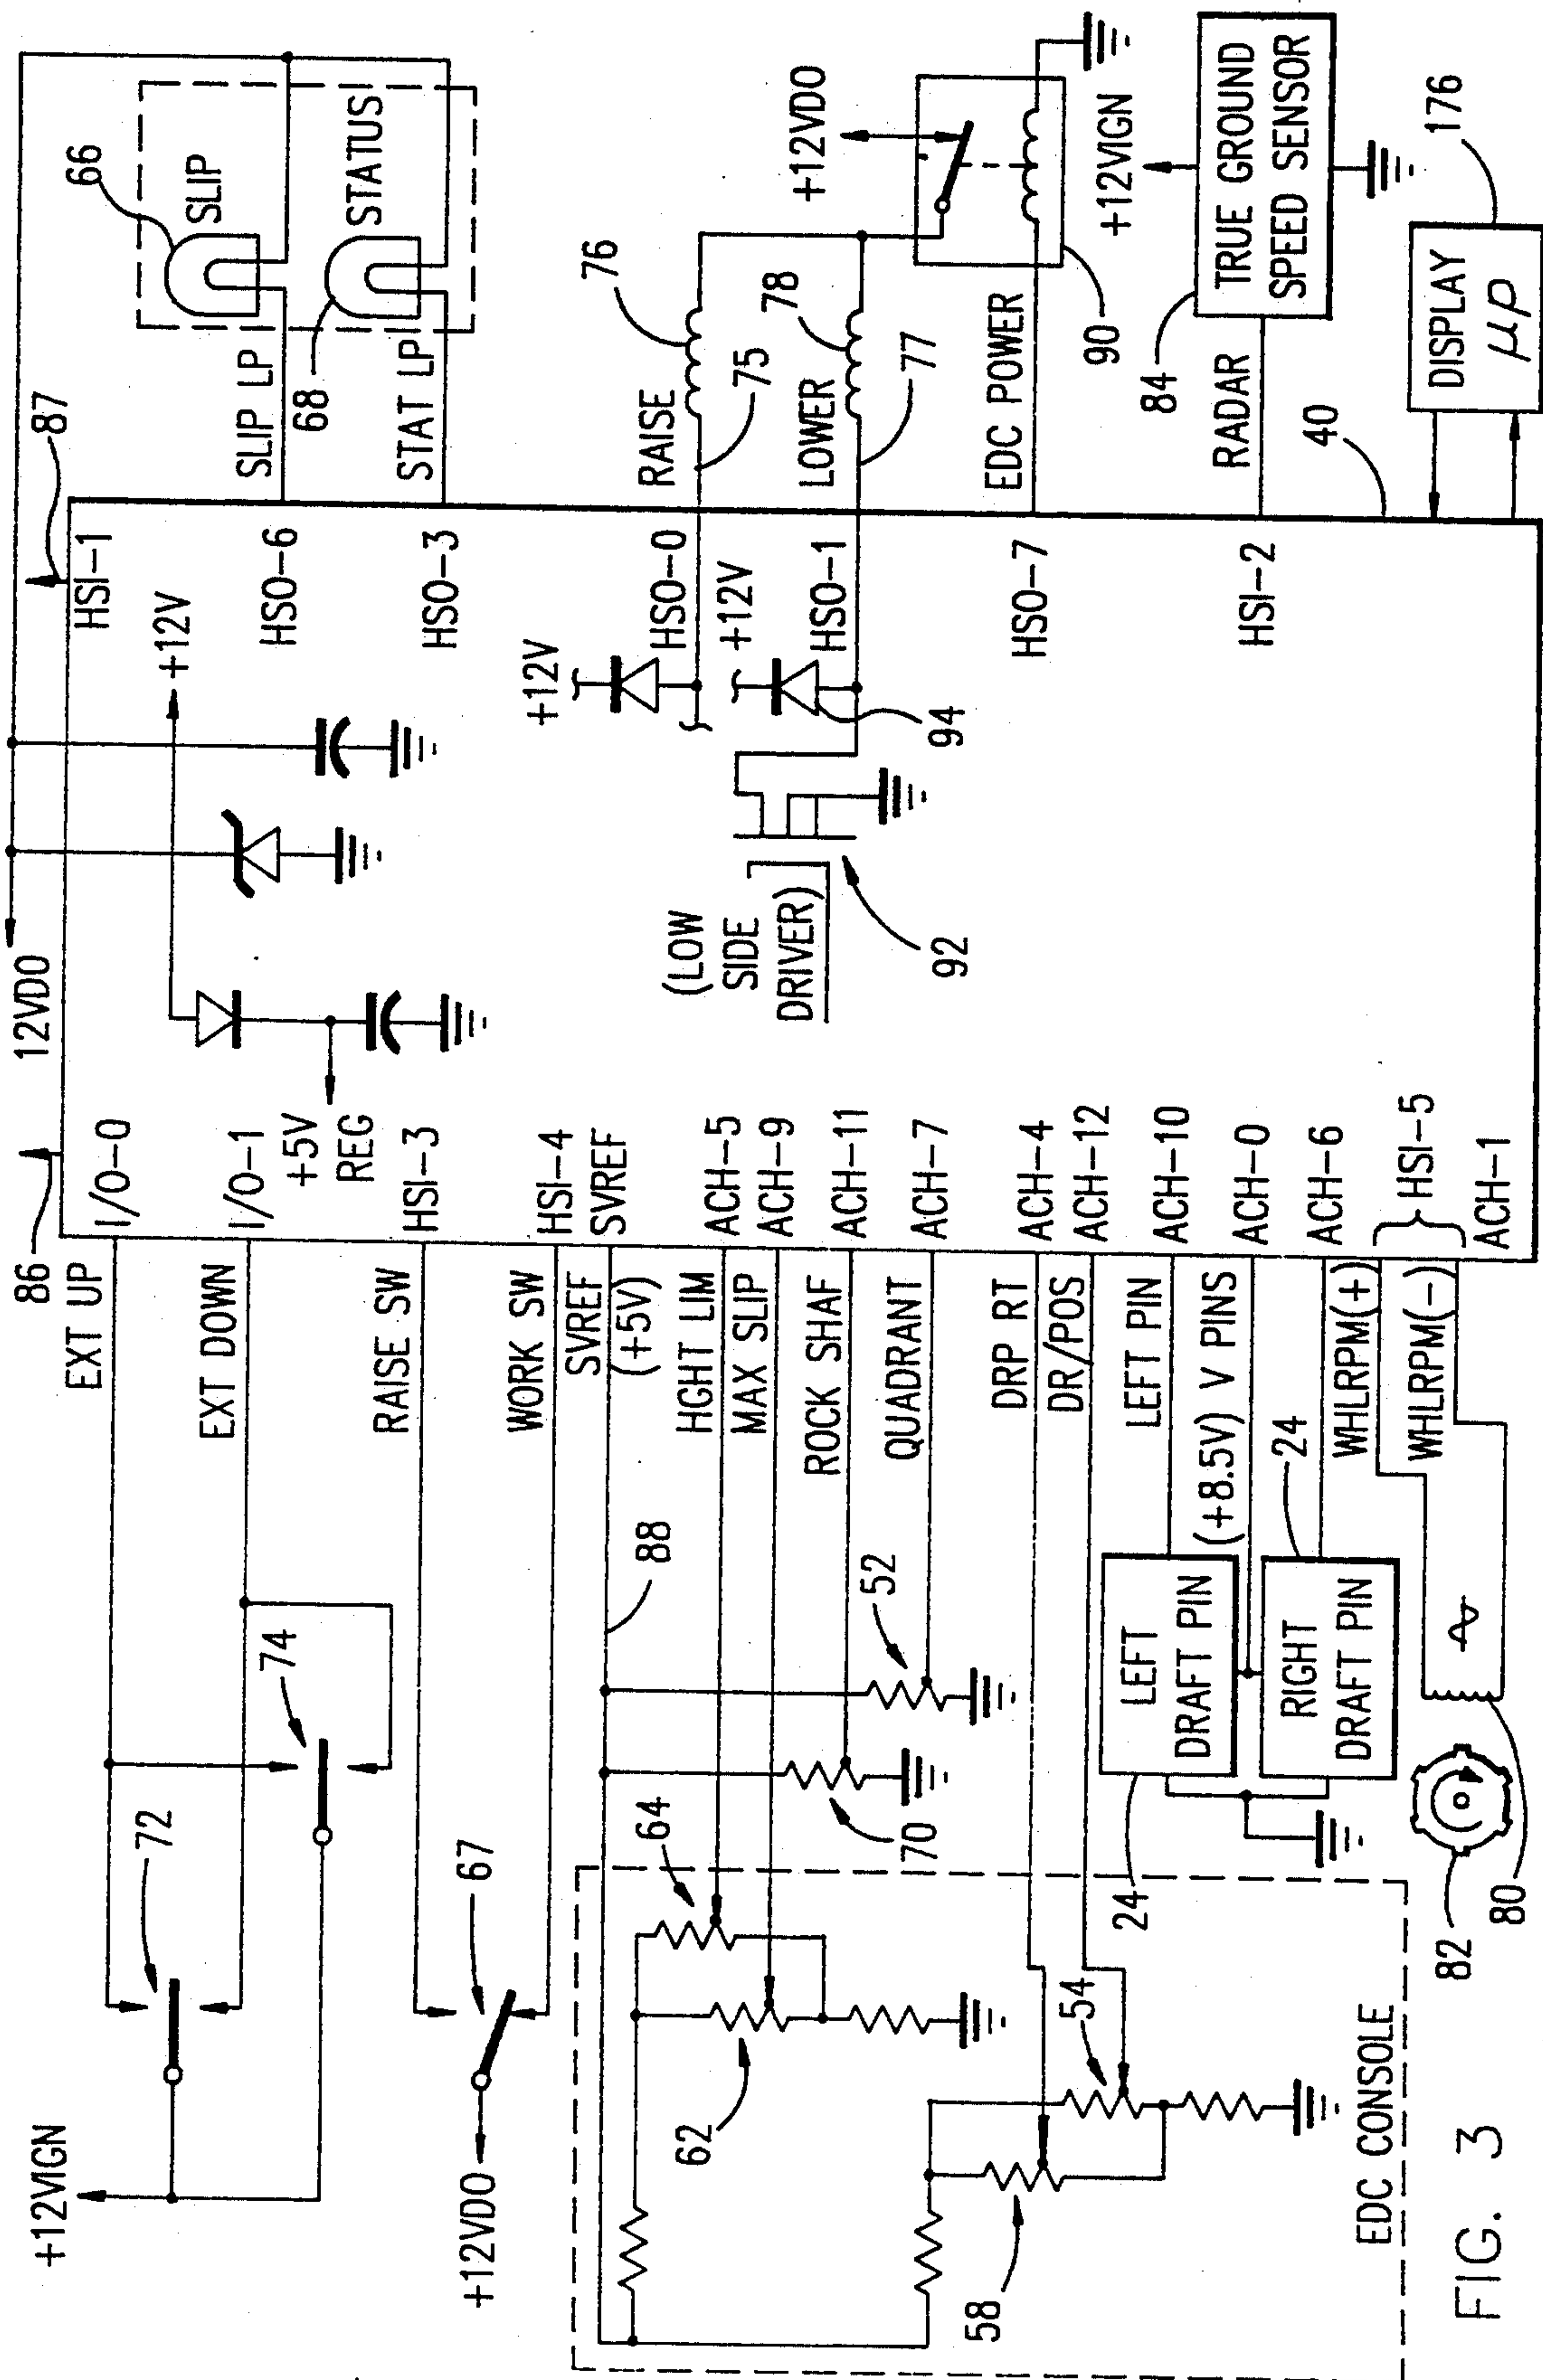 +12VIGN
72
74
EXT UP
86
I/O-0
EXT DOWN
I/O-1
12VDO
+5V
REG
+12V
HSI-1
87
66
SLIP
SLIP LP
HSO-6
68
STATUS
STAT LP
HSO-3
+12VDO
67
RAISE SW
HSI-3
WORK SW
HSI-4
SVREF
(+5V)
SVREF
88
HGHT LIM
ACH-5
MAX SLIP
ACH-9
ROCK SHAF
ACH-11
QUADRANT
ACH-7
62
64
70
52
58
54
DRP RT
ACH-4
DR/POS
ACH-12
EDC CONSOLE
LEFT PIN
ACH-10
(+8.5V) V PINS
ACH-0
ACH-6
24
LEFT
DRAFT PIN
24
RIGHT
DRAFT PIN
WHLRPM(+)
WHLRPM(-)
HSI-5
ACH-1
82
80
(LOW
SIDE
DRIVER)
92
94
+12V
HSO-0
+12V
HSO-1
RAISE
75
76
LOWER
77
78
+12VDO
HSO-7
EDC POWER
90
+12VIGN
HSI-2
RADAR
84
TRUE GROUND
SPEED SENSOR
40
DISPLAY
μP
176
FIG. 3